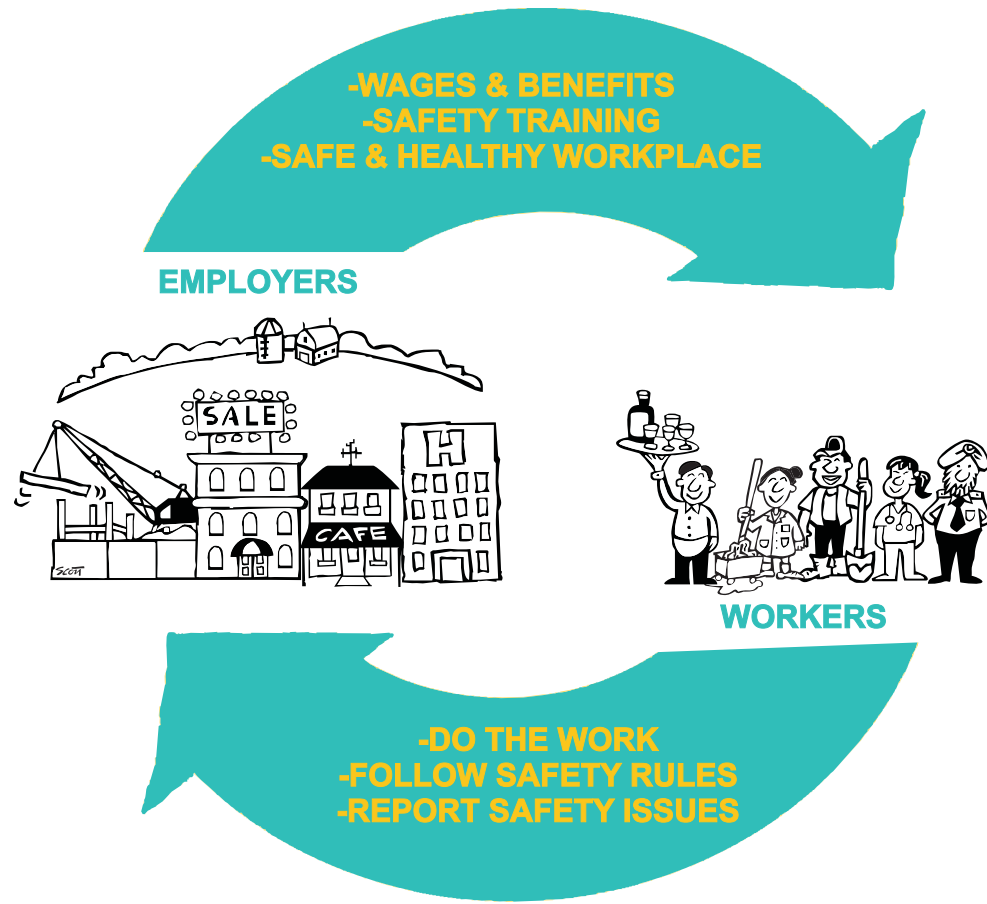 -WAGES & BENEFITS
-SAFETY TRAINING
-SAFE & HEALTHY WORKPLACE
EMPLOYERS
SALE
H
CAFE
SCOTT
WORKERS
-DO THE WORK
-FOLLOW SAFETY RULES
-REPORT SAFETY ISSUES